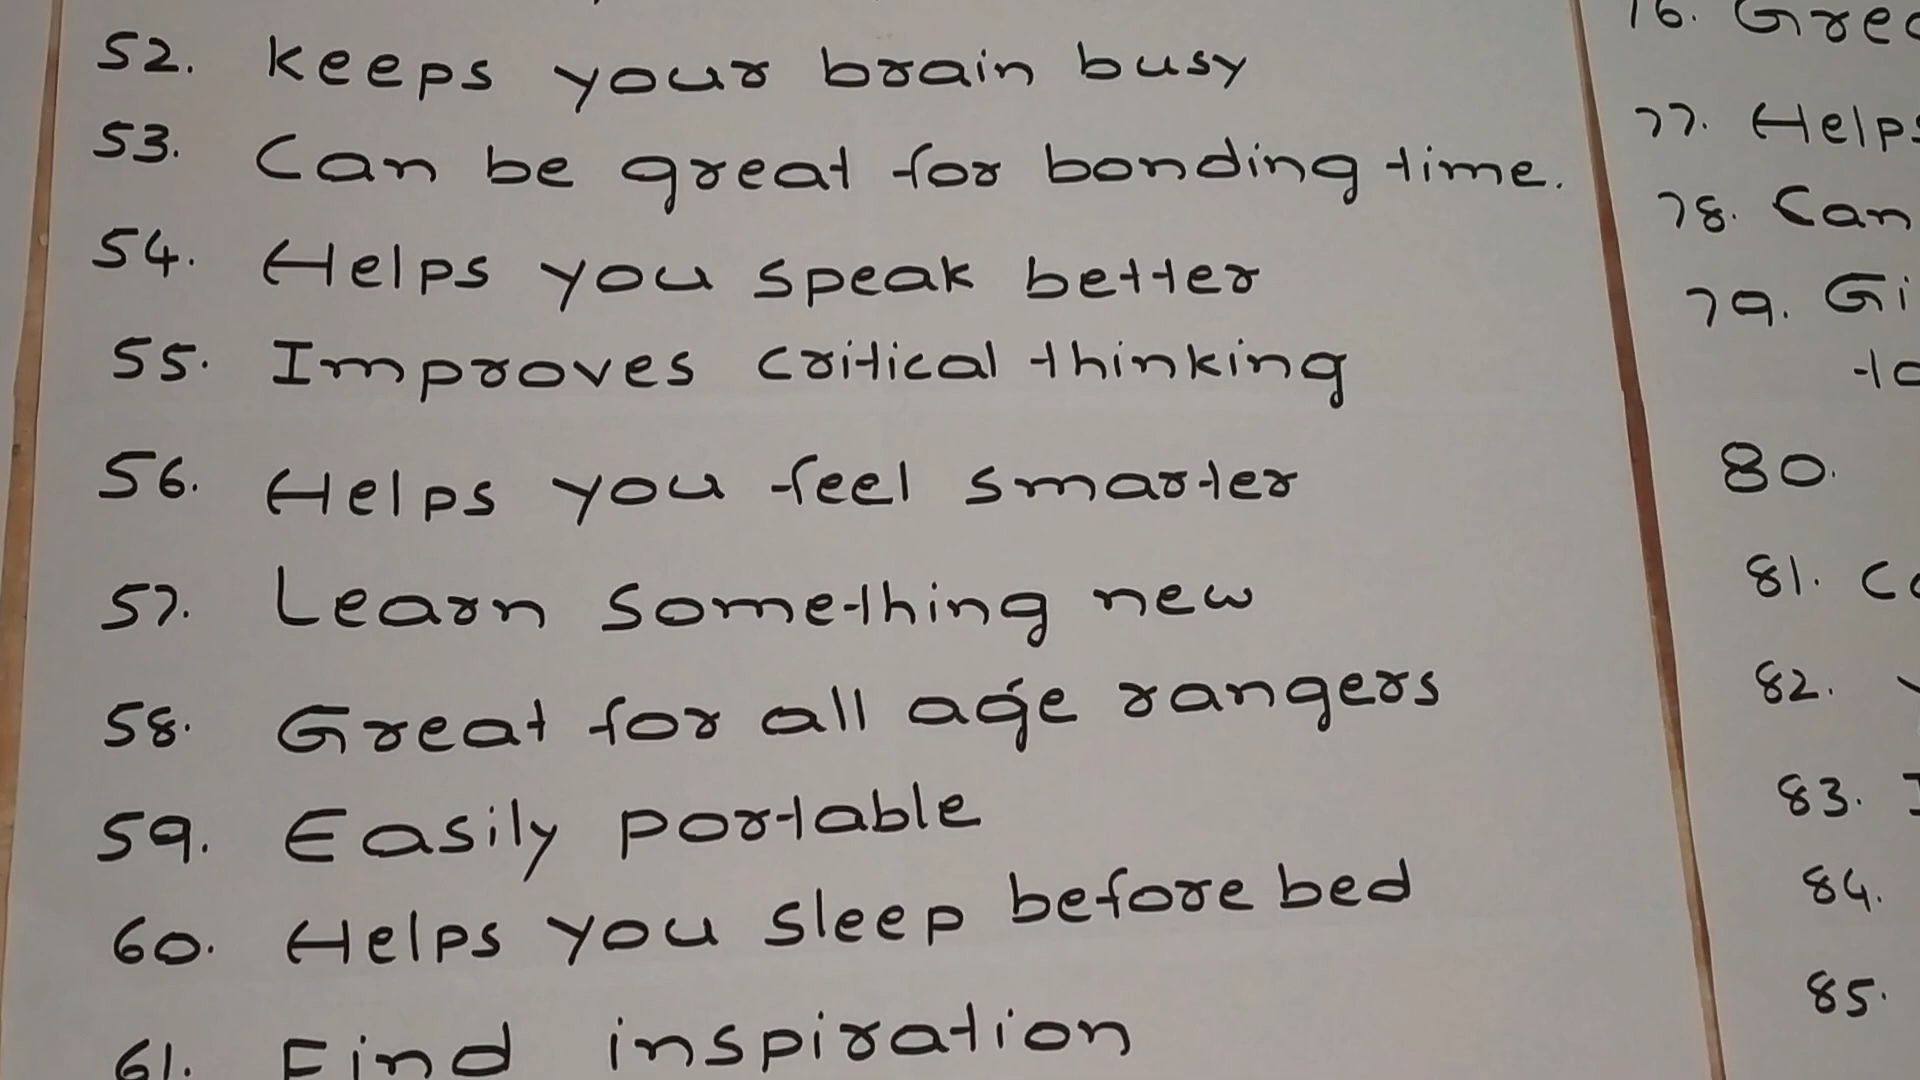 52. Keeps your brain busy
53. Can be great for bonding time.
54. Helps you speak better
55. Improves critical thinking
56. Helps you feel smarter
57. Learn something new
58. Great for all age rangers
59. Easily portable
60. Helps you sleep before bed
61. Find inspiration
76.
77. Helps
78. Can
79.
80.
81.
82.
83.
84.
85.